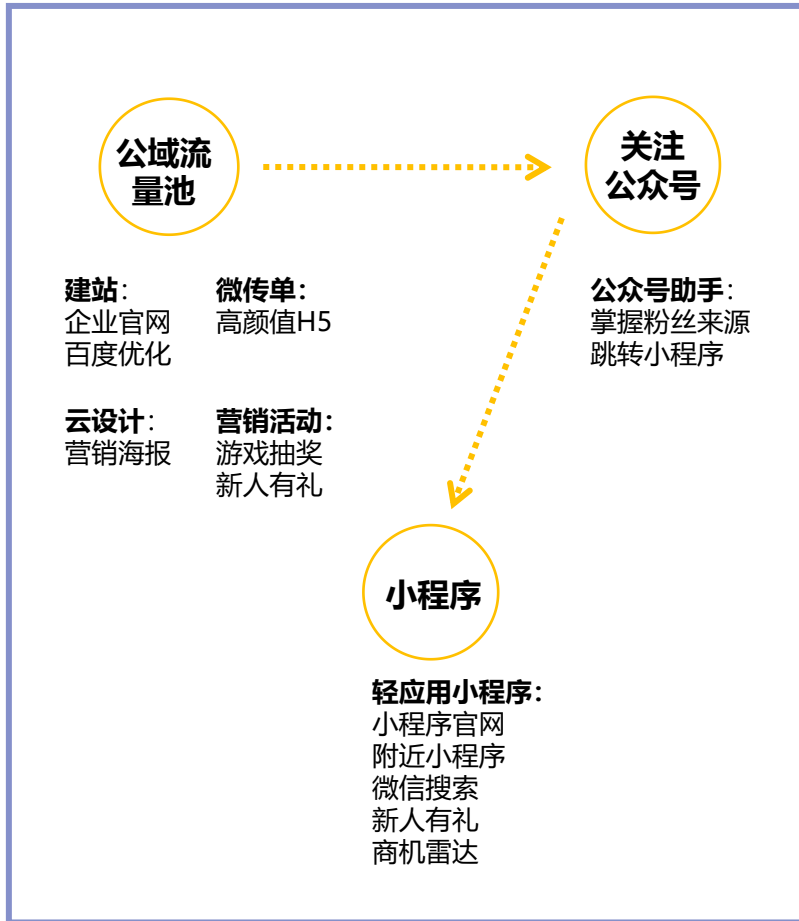 公域流
量池
关注
公众号
建站：
企业官网
百度优化
微传单：
高颜值H5
云设计：
营销海报
营销活动：
游戏抽奖
新人有礼
公众号助手：
掌握粉丝来源
跳转小程序
小程序
轻应用小程序：
小程序官网
附近小程序
微信搜索
新人有礼
商机雷达